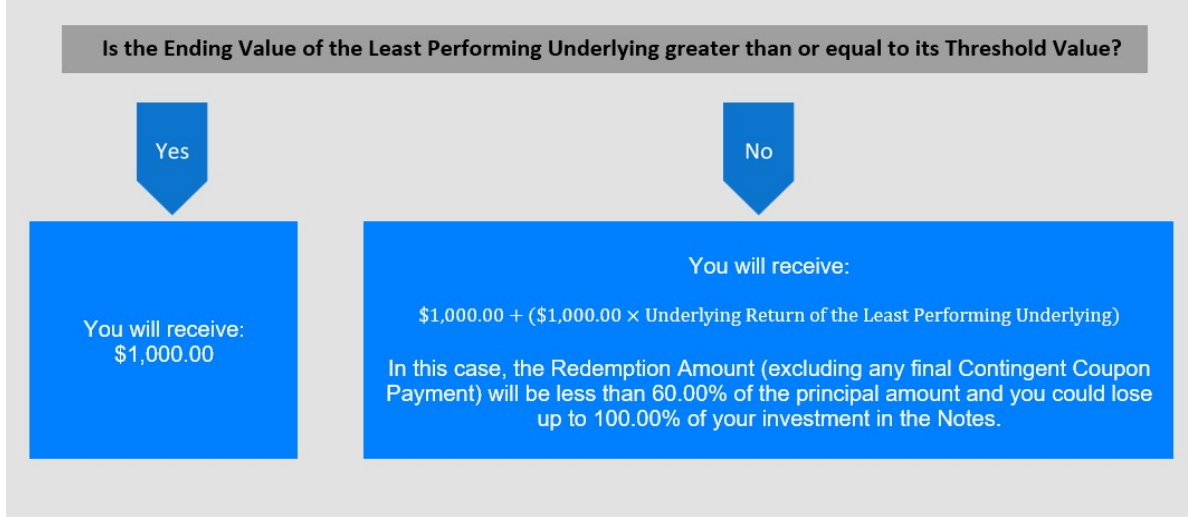 Is the Ending Value of the Least Performing Underlying greater than or equal to its Threshold Value?
Yes
No
You will receive:
$1,000.00
You will receive:
$1,000.00 + ($1,000.00 × Underlying Return of the Least Performing Underlying)
In this case, the Redemption Amount (excluding any final Contingent Coupon
Payment) will be less than 60.00% of the principal amount and you could lose
up to 100.00% of your investment in the Notes.